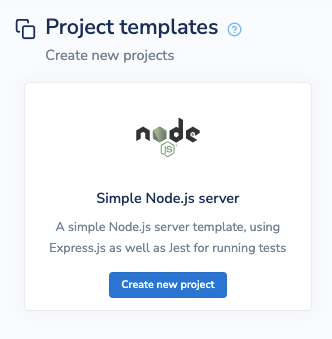 Project templates
Create new projects
node
JS
Simple Node.js server
A simple Node.js server template, using
Express.js as well as Jest for running tests
Create new project